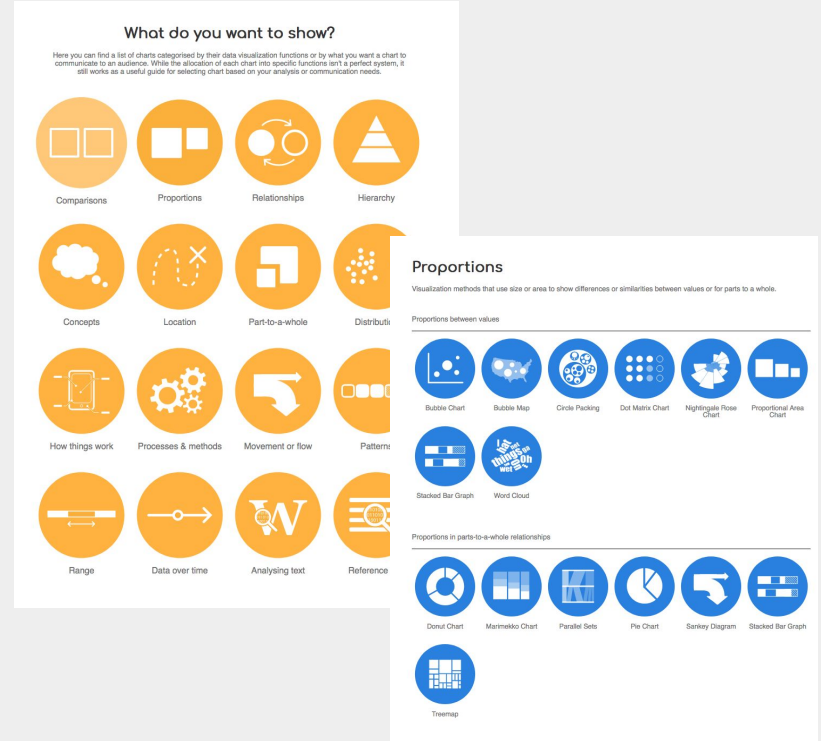 What do you want to show?
Here you can find a list of charts categorised by their data visualization functions or by what you want a chart to
communicate to an audience. While the allocation of each chart into specific functions isn't a perfect system, it
still works as a useful guide for selecting chart based on your analysis or communication needs.
Comparisons
Proportions
Relationships
Hierarchy
Concepts
Location
Part-to-a-whole
How things work
Processes & methods
Movement or flow
Patterns
Range
Data over time
W
Analysing text
Reference
Proportions
Visualization methods that use size or area to show differences or similarities between values or for parts to a whole.
Proportions between values
Bubble Chart
Bubble Map
Circle Packing
Dot Matrix Chart
Nightingale Rose
Chart
Proportional Area
Chart
Stacked Bar Graph
Word Cloud
Proportions in parts-to-a-whole relationships
Donut Chart
Marimekko Chart
Parallel Sets
Pie Chart
Sankey Diagram
Stacked Bar Graph
Treemap